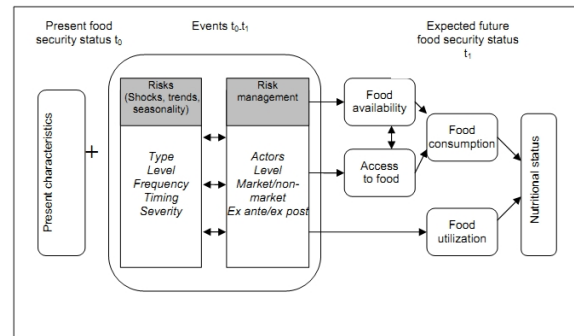 Present food
security status t0
Events t0-t1
Expected future
food security status
t1
Present characteristics
+
Risks
(Shocks, trends,
seasonality)
Type
Level
Frequency
Timing
Severity
Risk
management
Actors
Level
Market/non-
market
Ex ante/ex post
Food
availability
Access
to food
Food
consumption
Food
utilization
Nutritional status